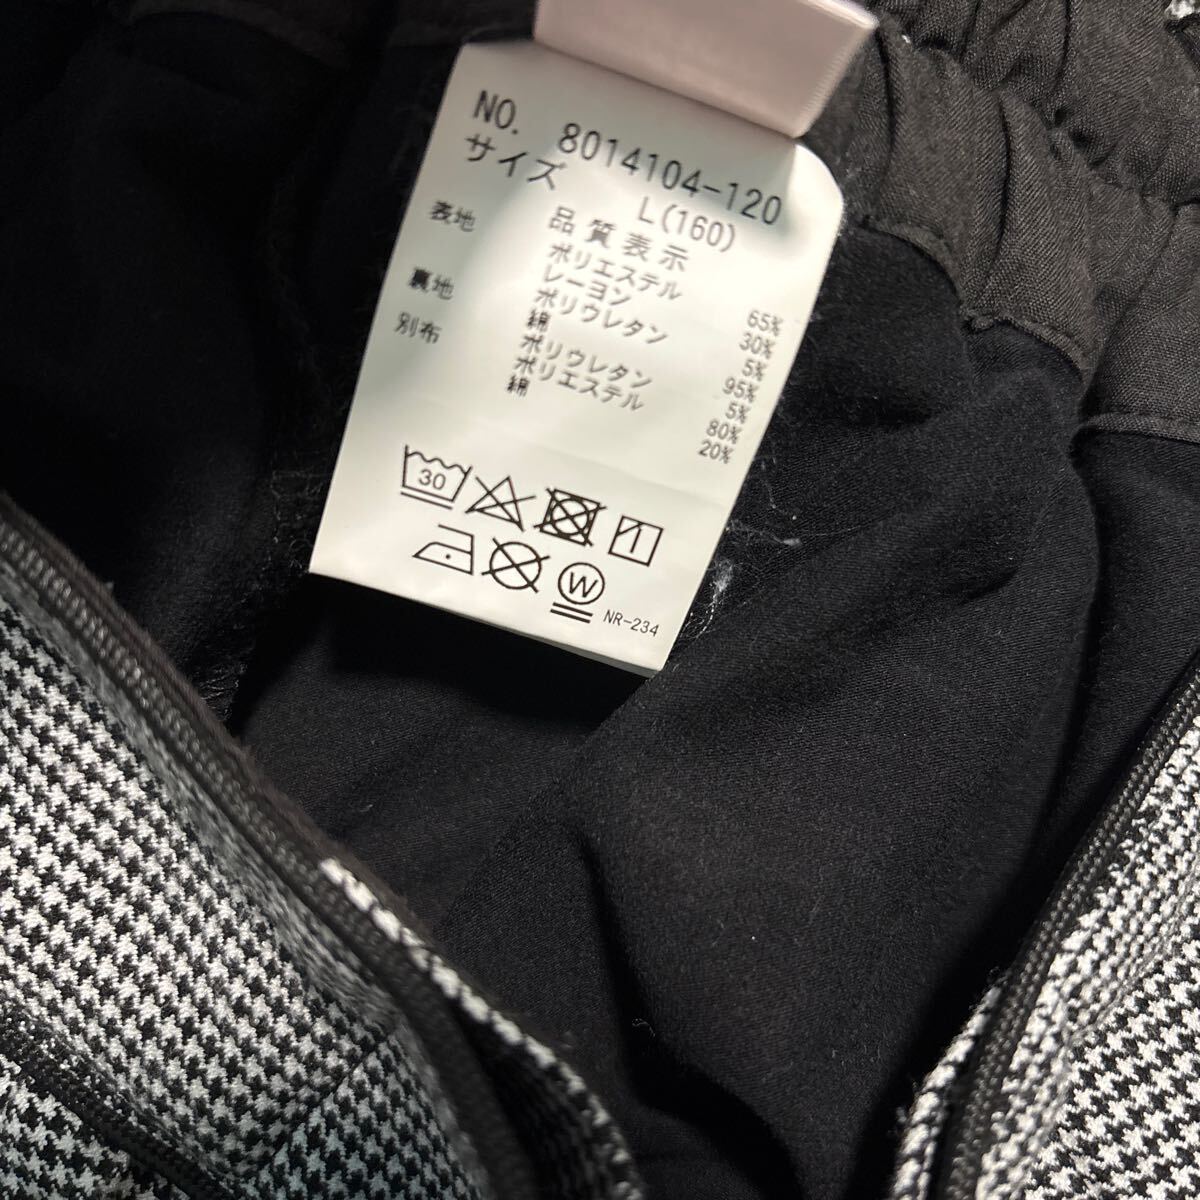 NO. 8014104-120
サイズ L(160)
品質表示
表地 ポリエステル 65%
レーヨン 30%
ポリウレタン 5%
裏地 綿 95%
ポリウレタン 5%
別布 ポリエステル 80%
綿 20%
30
1
W
NR-234